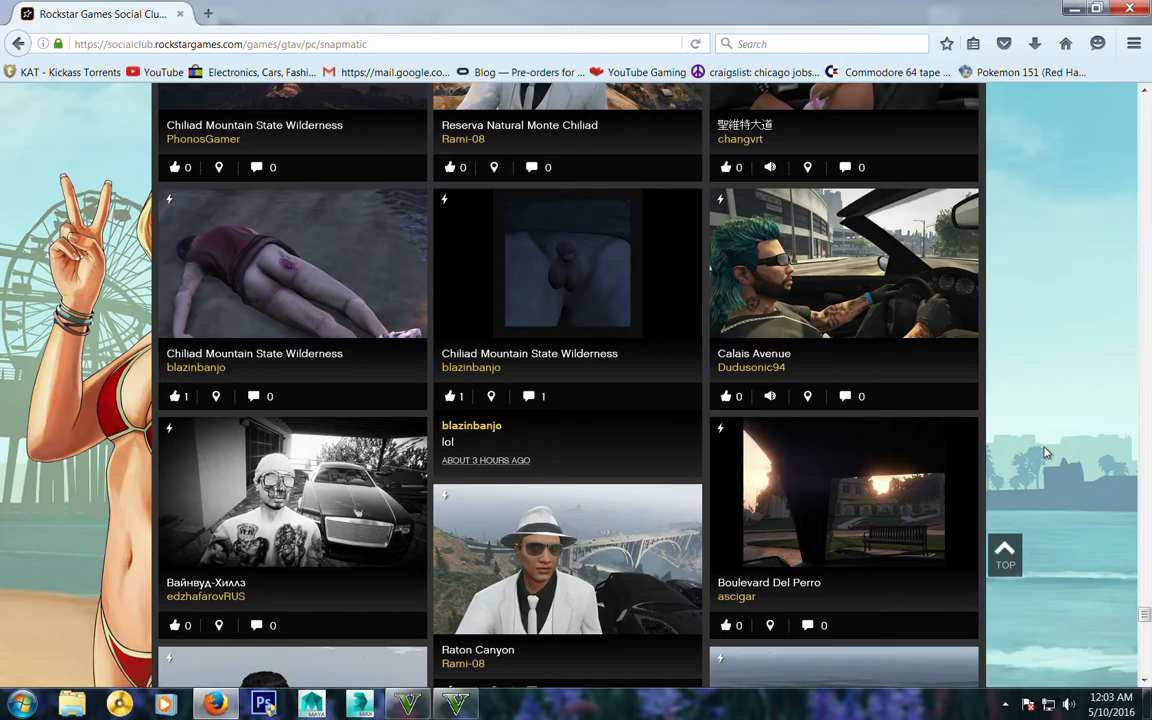 Rockstar Games Social Clu...
https://socialclub.rockstargames.com/games/gtav/pc/snapmatic
Search
KAT - Kickass Torrents
YouTube
Electronics, Cars, Fashi...
https://mail.google.co...
Blog — Pre-orders for ...
YouTube Gaming
craigslist: chicago jobs...
Commodore 64 tape ...
Pokemon 151 (Red Ha...
Chiliad Mountain State Wilderness
PhonosGamer
0 0
Reserva Natural Monte Chiliad
Rami-08
0 0
聖維特大道
changvrt
0 0
Chiliad Mountain State Wilderness
blazinbanjo
1 0
Chiliad Mountain State Wilderness
blazinbanjo
1 1
blazinbanjo
lol
ABOUT 3 HOURS AGO
Calais Avenue
Dudusonic94
0 0
Вайнвуд-Хиллз
edzhafarovRUS
0 0
Raton Canyon
Rami-08
Boulevard Del Perro
ascigar
0 0
TOP
Ps
MAYA
MAX
V
V
12:03 AM
5/10/2016